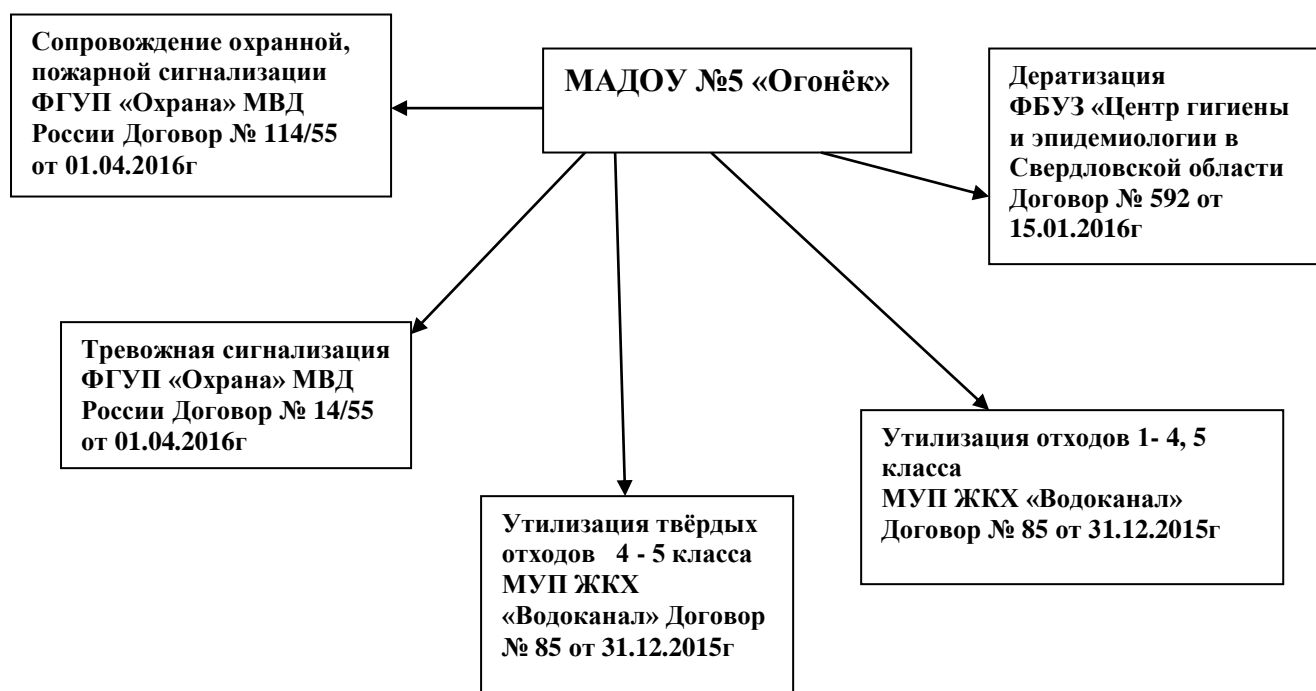 Сопровождение охранной,
пожарной сигнализации
ФГУП «Охрана» МВД
России Договор № 114/55
от 01.04.2016г
МАДОУ №5 «Огонёк»
Дератизация
ФБУЗ «Центр гигиены
и эпидемиологии в
Свердловской области
Договор № 592 от
15.01.2016г
Тревожная сигнализация
ФГУП «Охрана» МВД
России Договор № 14/55
от 01.04.2016г
Утилизация твёрдых
отходов 4 - 5 класса
МУП ЖКХ
«Водоканал» Договор
№ 85 от 31.12.2015г
Утилизация отходов 1- 4, 5
класса
МУП ЖКХ «Водоканал»
Договор № 85 от 31.12.2015г